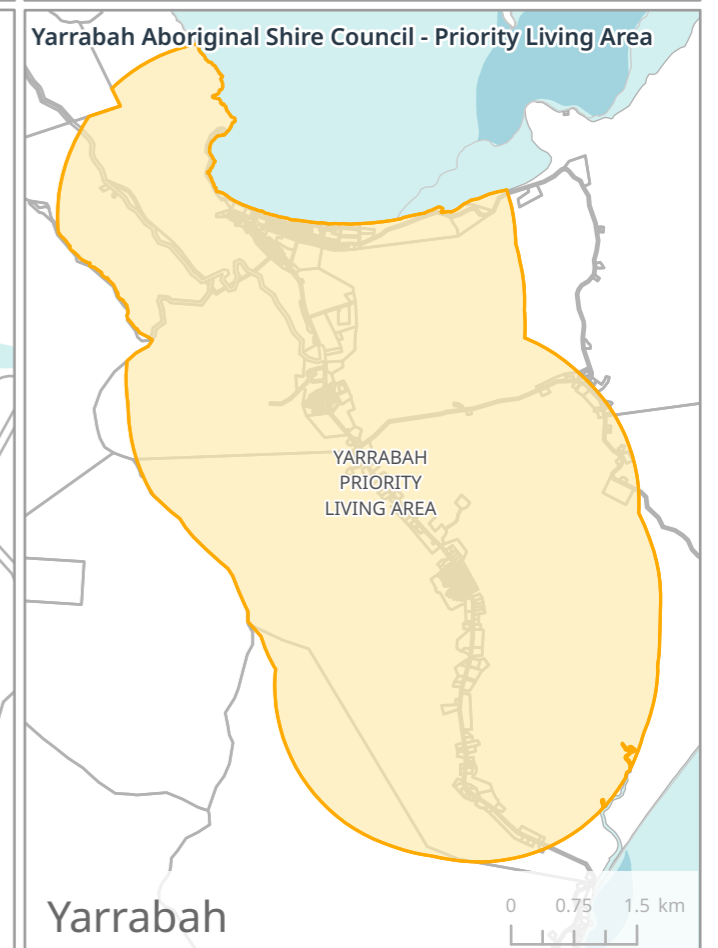 Yarrabah Aboriginal Shire Council - Priority Living Area
YARRABAH
PRIORITY
LIVING AREA
Yarrabah
0 0.75 1.5 km